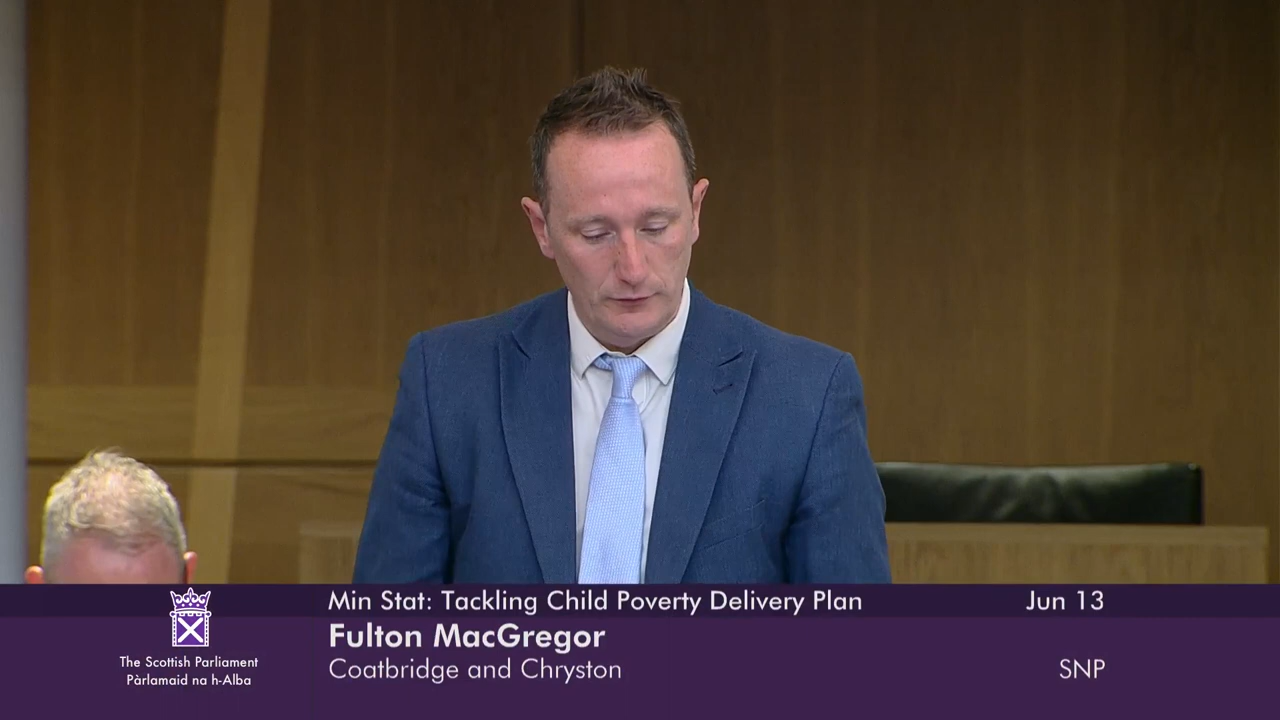 Min Stat: Tackling Child Poverty Delivery Plan Jun 13
Fulton MacGregor
Coatbridge and Chryston SNP
The Scottish Parliament
Pàrlamaid na h-Alba